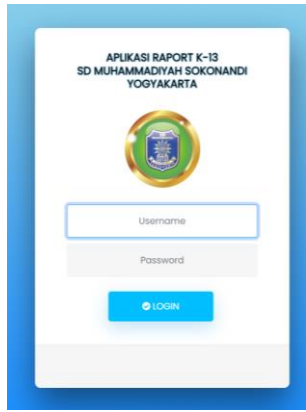 APLIKASI RAPORT K-13
SD MUHAMMADIYAH SOKONANDI
YOGYAKARTA
Username
Password
LOGIN